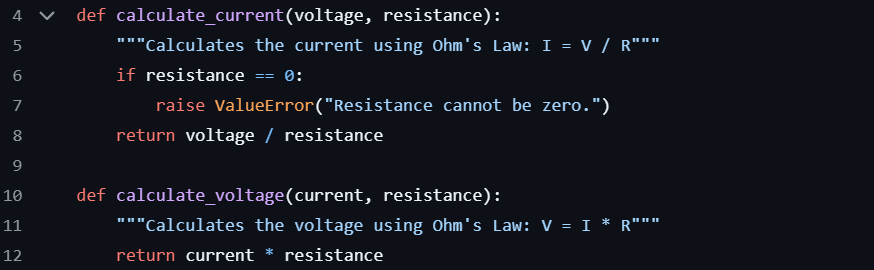 4 def calculate_current(voltage, resistance):
5     """Calculates the current using Ohm's Law: I = V / R"""
6     if resistance == 0:
7         raise ValueError("Resistance cannot be zero.")
8     return voltage / resistance
9
10 def calculate_voltage(current, resistance):
11     """Calculates the voltage using Ohm's Law: V = I * R"""
12     return current * resistance